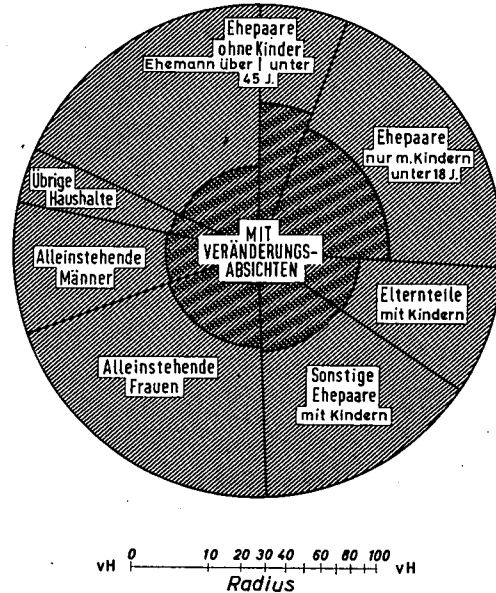 Ehepaare
ohne Kinder
Ehemann über | unter
45 J.
Ehepaare
nur m. Kindern
unter 18 J.
Übrige
Haushalte
MIT
VERÄNDERUNGS-
ABSICHTEN
Alleinstehende
Männer
Elternteile
mit Kindern
Alleinstehende
Frauen
Sonstige
Ehepaare
mit Kindern
vH 0 10 20 30 40 60 80 100 vH
Radius